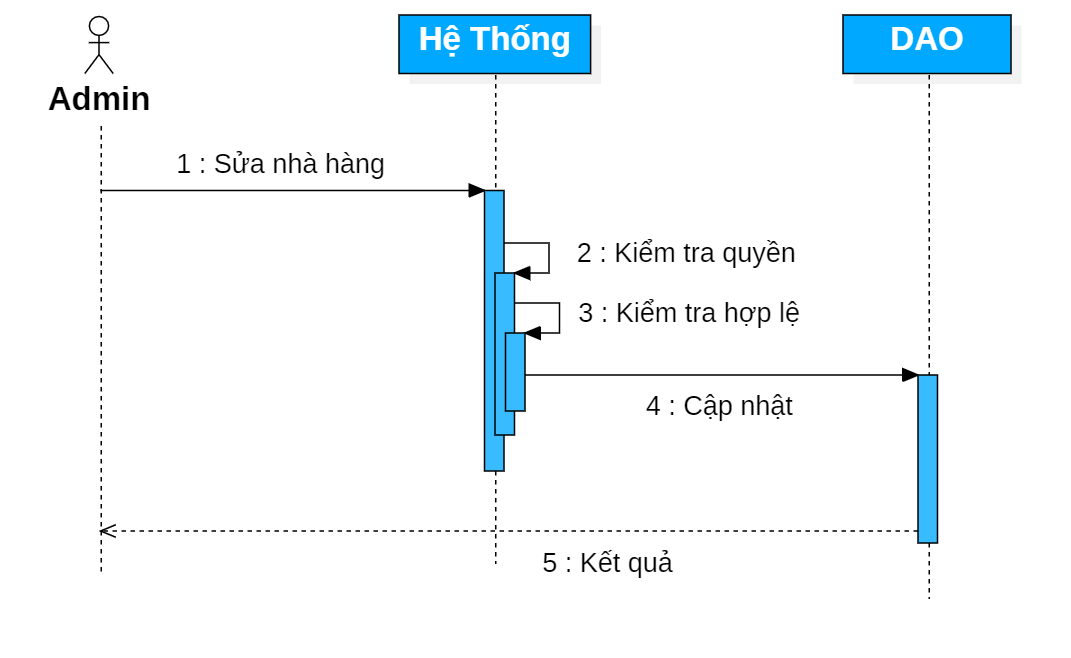 Hệ Thống
DAO
Admin
1 : Sửa nhà hàng
2 : Kiểm tra quyền
3 : Kiểm tra hợp lệ
4 : Cập nhật
5 : Kết quả